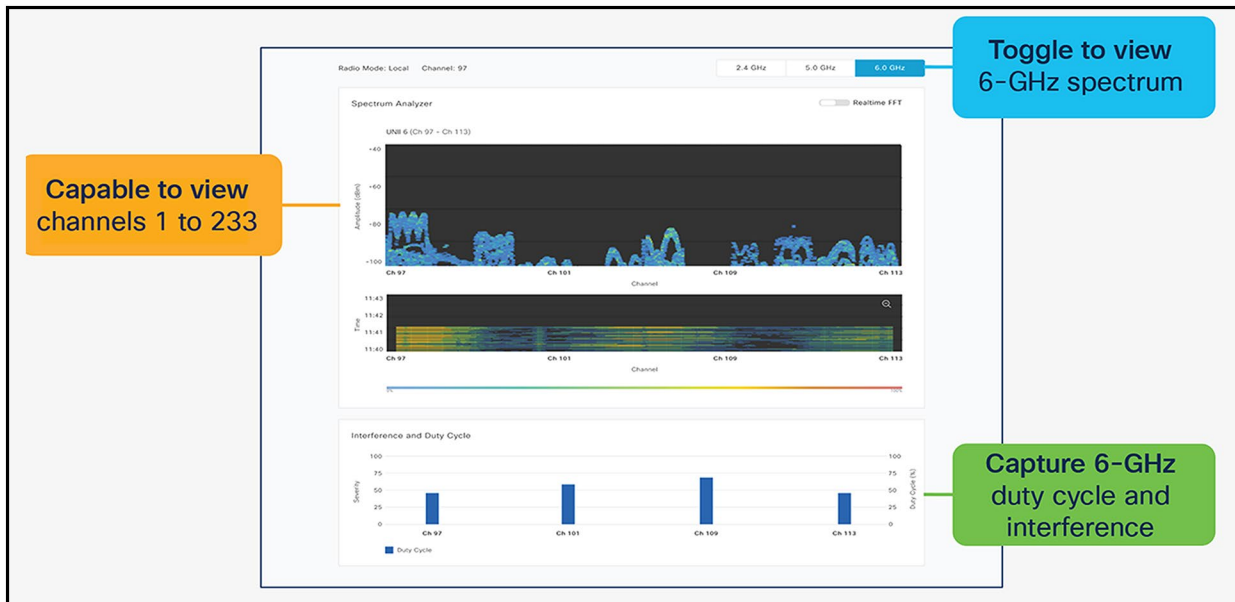 Toggle to view
6-GHz spectrum
Radio Mode: Local Channel: 97
2.4 GHz 5.0 GHz 6.0 GHz
Spectrum Analyzer
Realtime FFT
UNII 6 (Ch 97 - Ch 113)
Capable to view
channels 1 to 233
Amplitude (dBm)
-40
-60
-80
-100
Ch 97 Ch 101 Ch 109 Ch 113
Channel
Time
11:43
11:42
11:41
11:40
Ch 97 Ch 101 Ch 109 Ch 113
Channel
0% 100%
Interference and Duty Cycle
Severity
100 100
75 75
50 50
25 25
0 0
Duty Cycle (%)
Ch 97 Ch 101 Ch 109 Ch 113
Duty Cycle
Capture 6-GHz
duty cycle and
interference